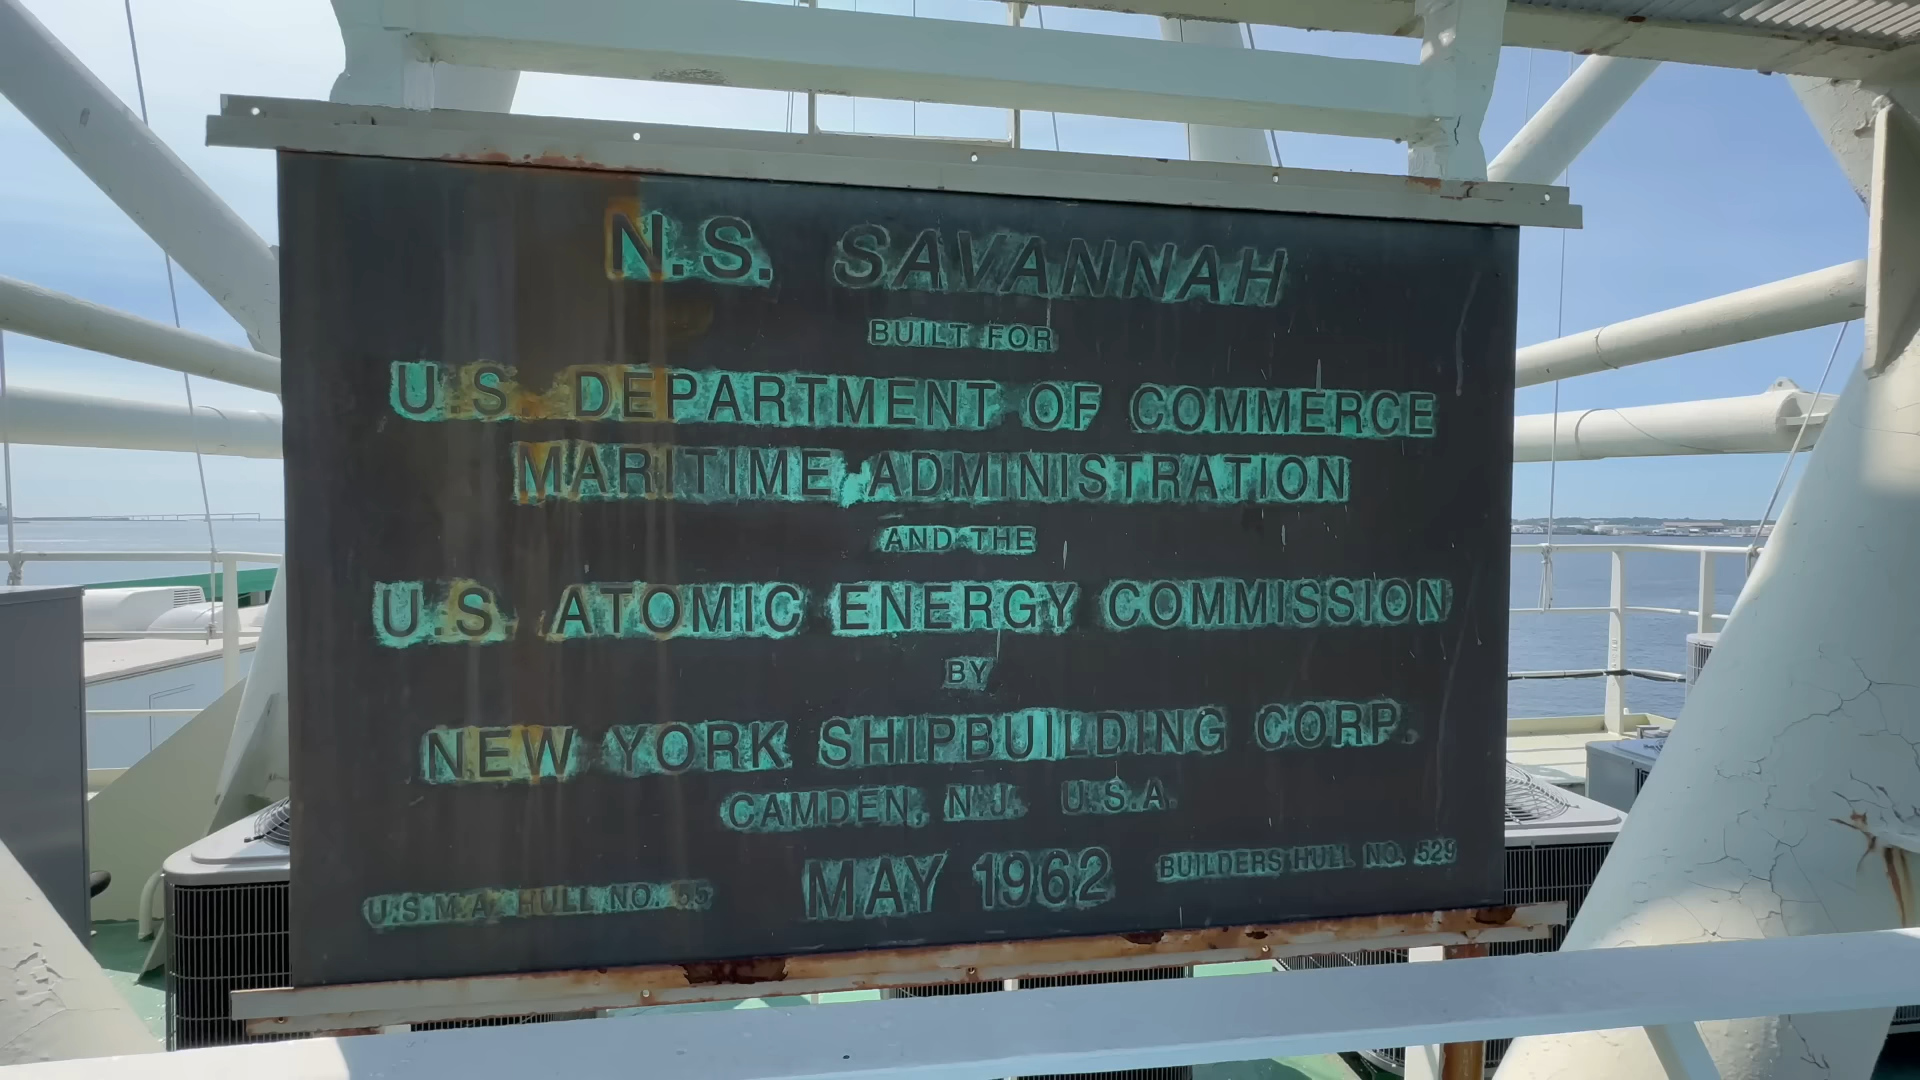 N.S. SAVANNAH
BUILT FOR
U.S. DEPARTMENT OF COMMERCE
MARITIME ADMINISTRATION
AND THE
U.S. ATOMIC ENERGY COMMISSION
BY
NEW YORK SHIPBUILDING CORP.
CAMDEN, N.J. U.S.A.
U.S.M.A. HULL NO. 55 MAY 1962 BUILDERS HULL NO. 529